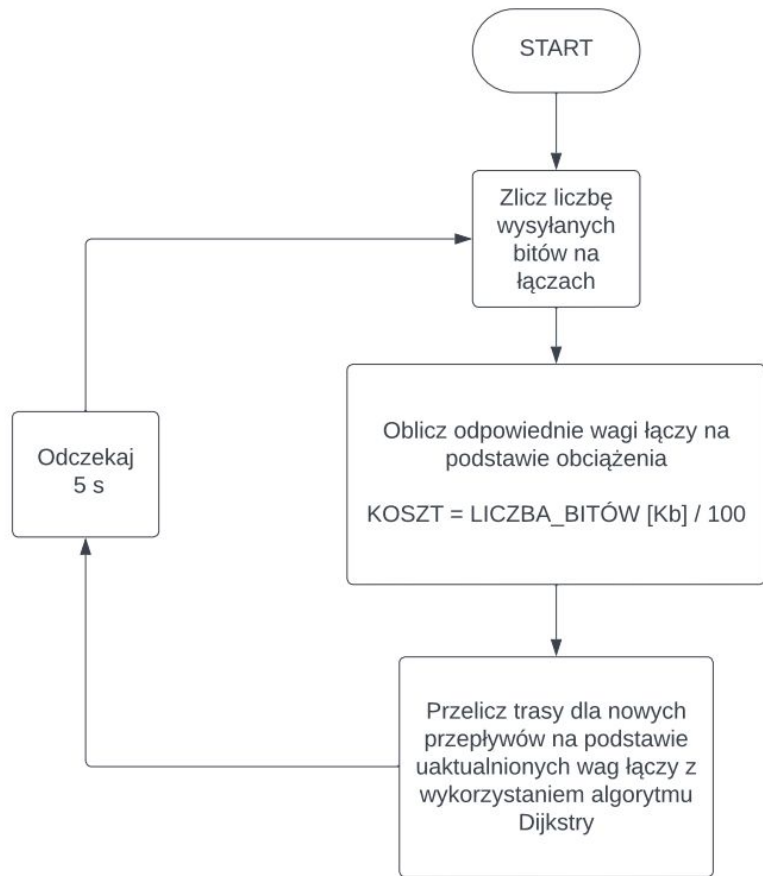 START
Zlicz liczbę
wysyłanych
bitów na
łączach
Oblicz odpowiednie wagi łączy na
podstawie obciążenia
KOSZT = LICZBA_BITÓW [Kb] / 100
Przelicz trasy dla nowych
przepływów na podstawie
uaktualnionych wag łączy z
wykorzystaniem algorytmu
Dijkstry
Odczekaj
5 s